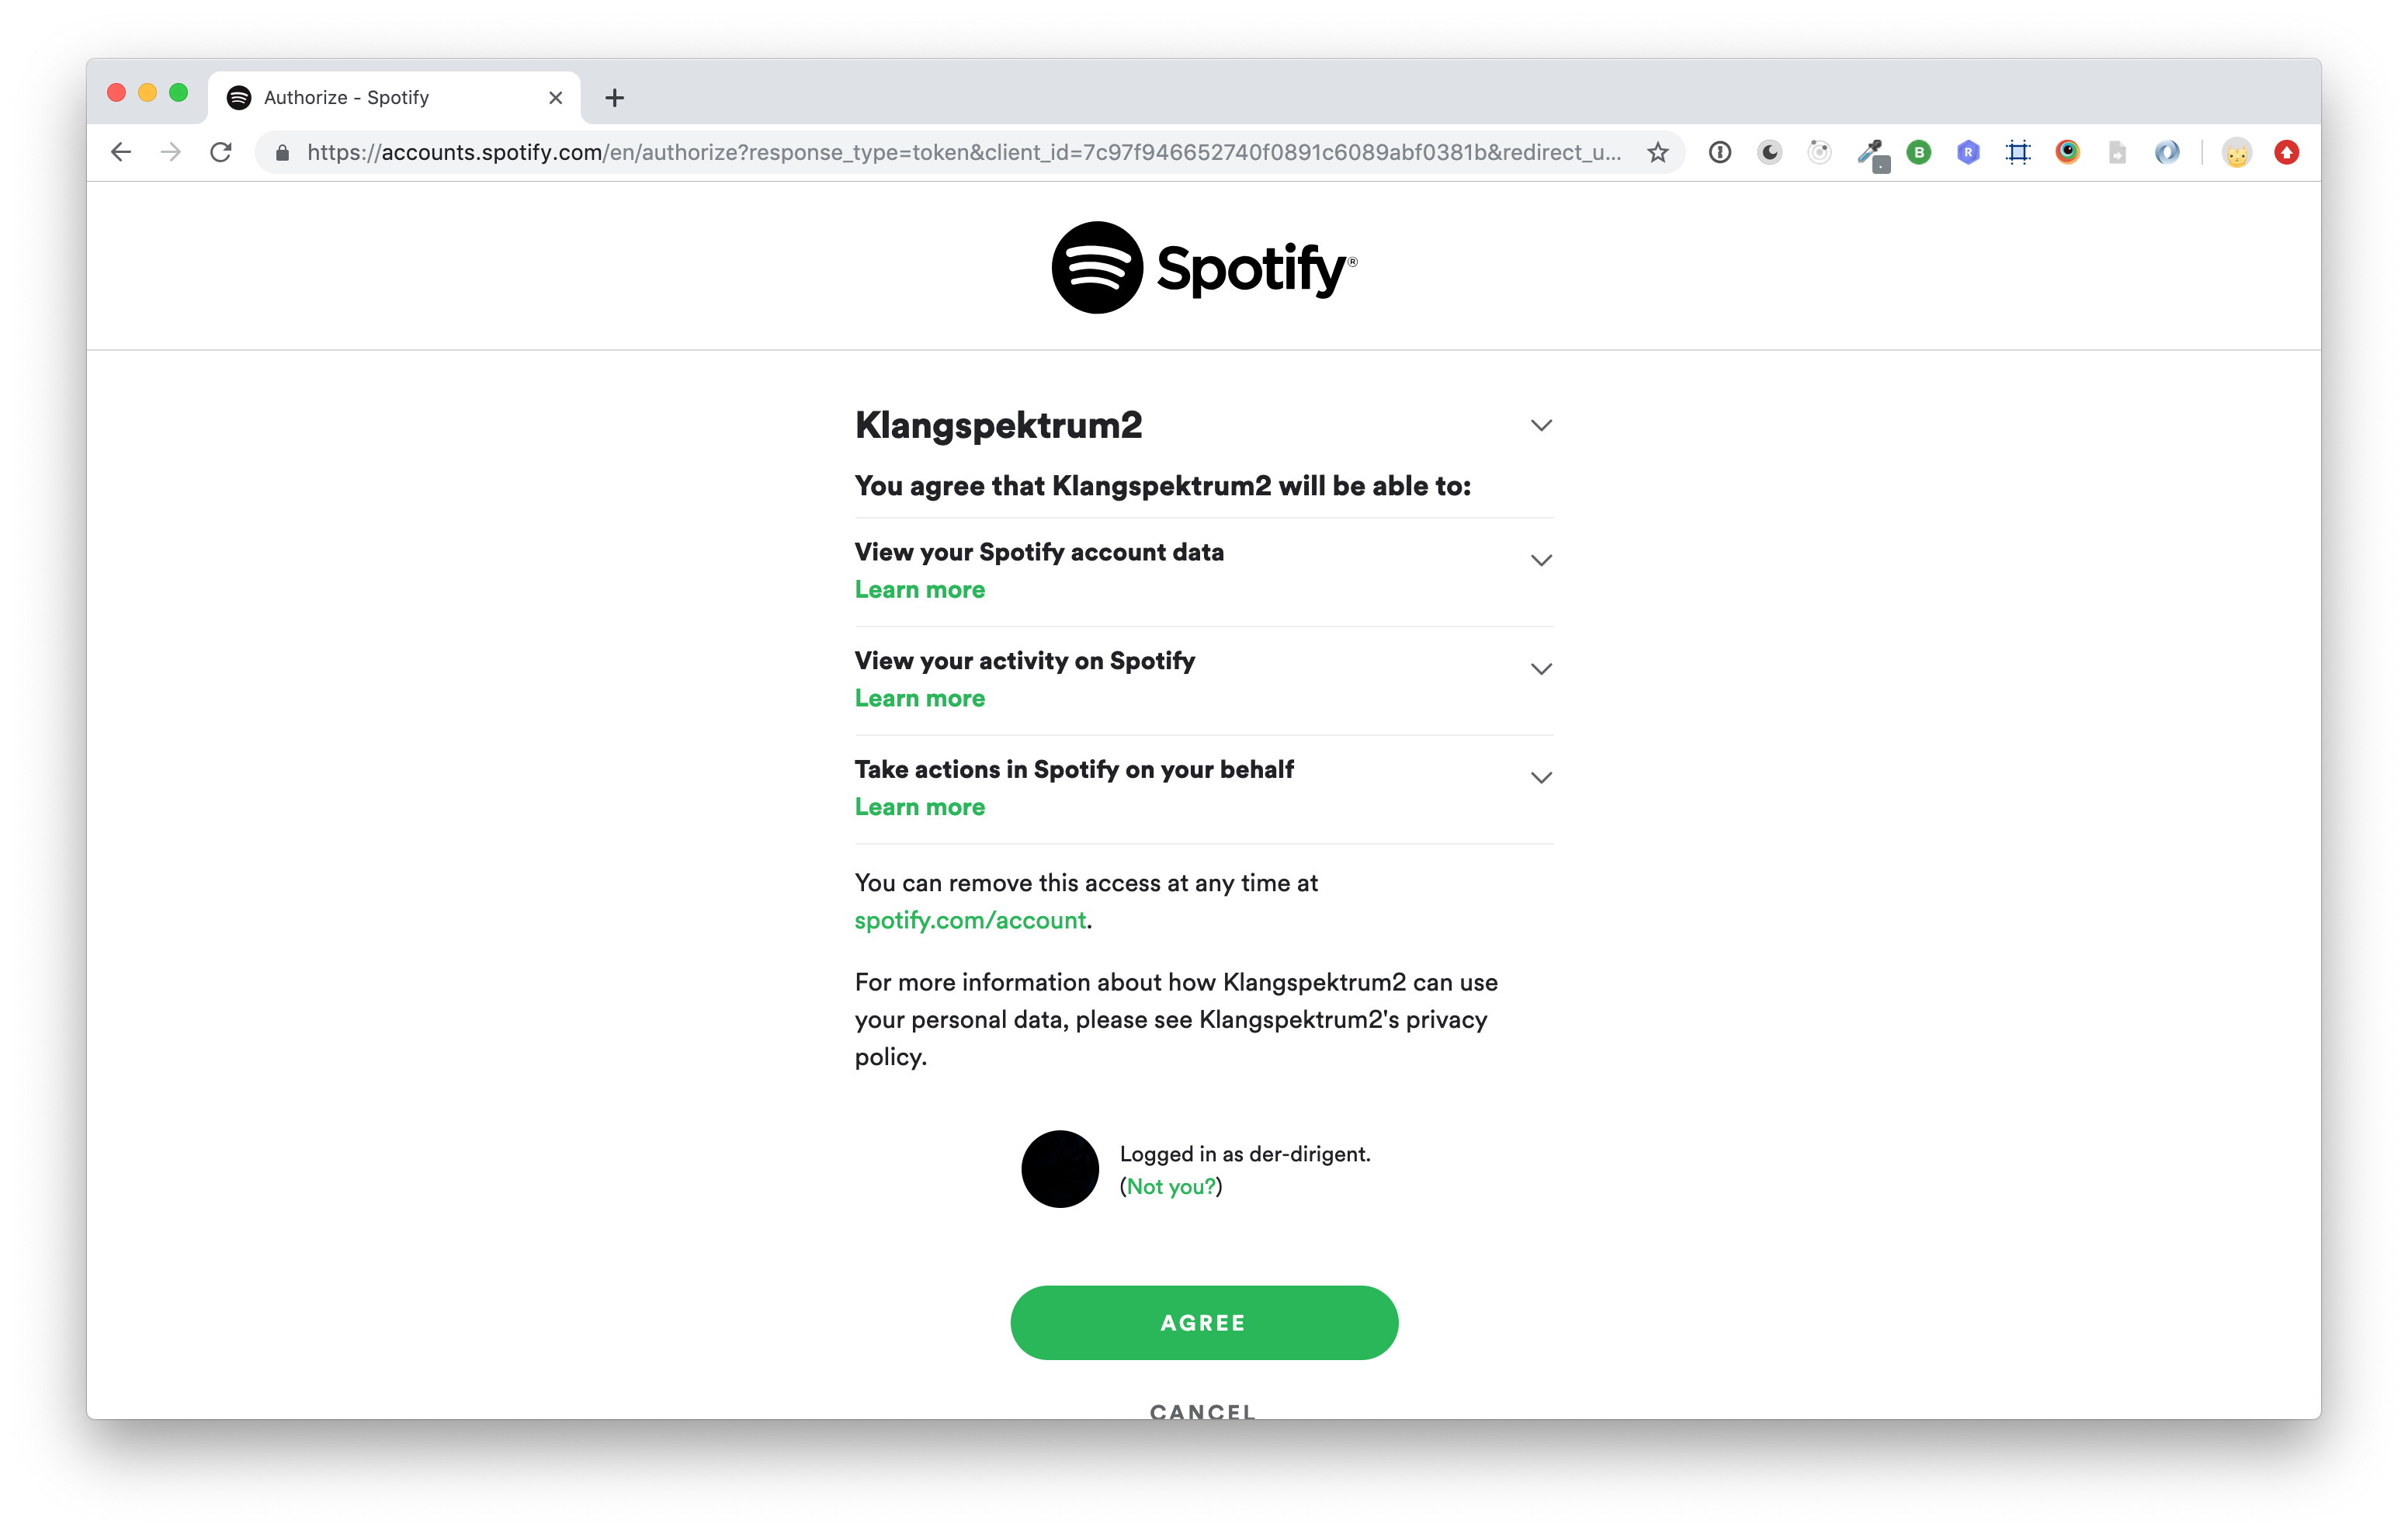 Authorize - Spotify
https://accounts.spotify.com/en/authorize?response_type=token&client_id=7c97f946652740f0891c6089abf0381b&redirect_u...
B
R
Spotify®
Klangspektrum2
You agree that Klangspektrum2 will be able to:
View your Spotify account data
Learn more
View your activity on Spotify
Learn more
Take actions in Spotify on your behalf
Learn more
You can remove this access at any time at
spotify.com/account.
For more information about how Klangspektrum2 can use
your personal data, please see Klangspektrum2's privacy
policy.
Logged in as der-dirigent.
(Not you?)
AGREE
CANCEL